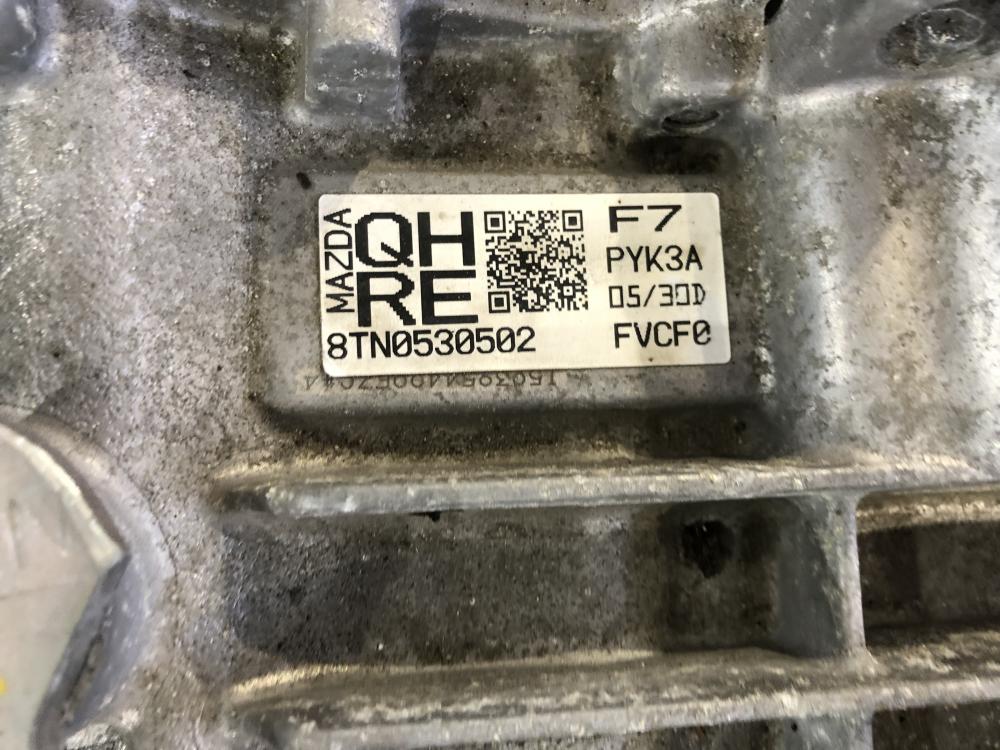 MAZDA
QH
RE
8TN0530502
F7
PYK3A
05/30D
FVCF0